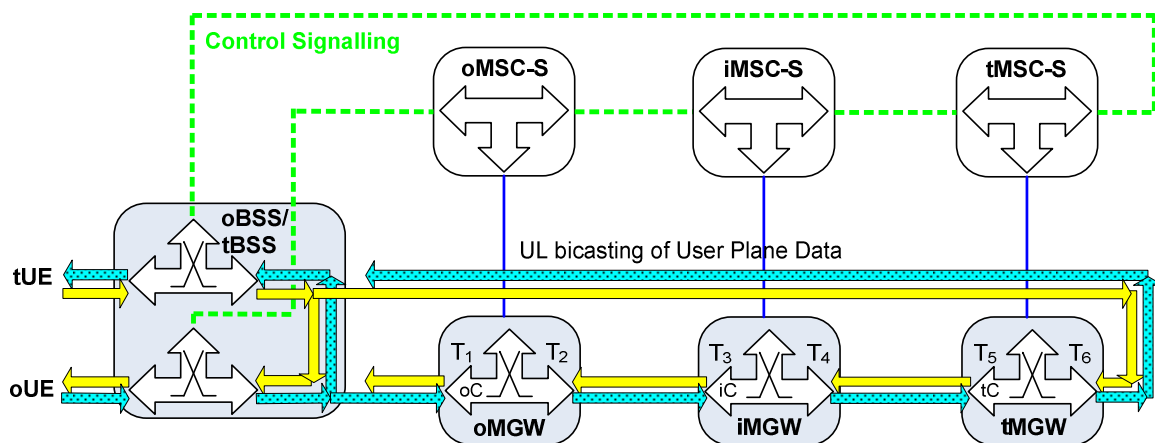 Control Signalling
oMSC-S
iMSC-S
tMSC-S
oBSS/
tBSS
UL bicasting of User Plane Data
tUE
T1
T2
T3
T4
T5
T6
oUE
oC
iC
tC
oMGW
iMGW
tMGW